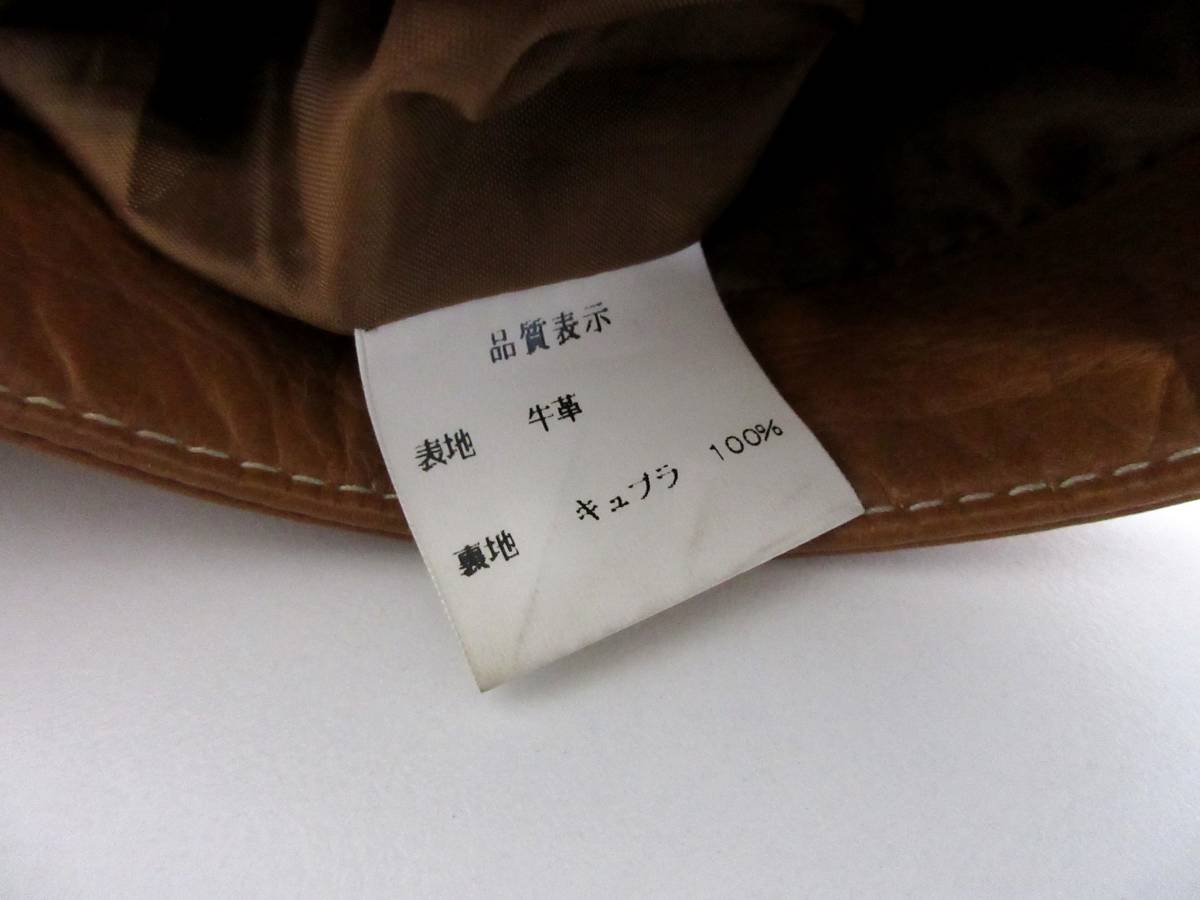 品質表示
表地 牛革
裏地 キュプラ 100%